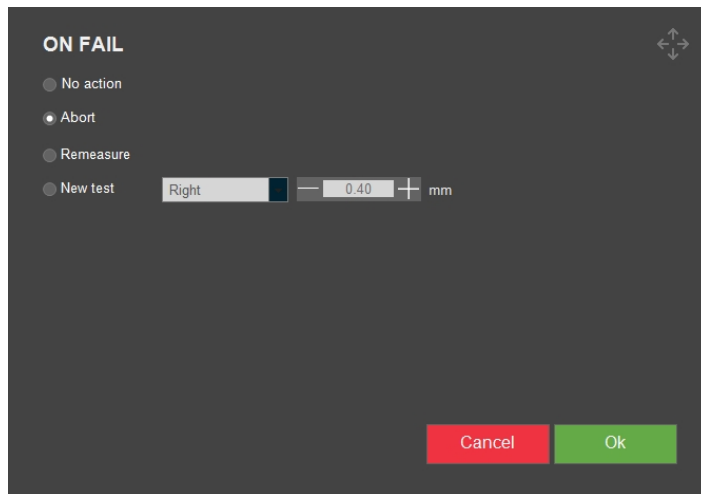 ON FAIL
No action
Abort
Remeasure
New test Right 0.40 mm
Cancel Ok